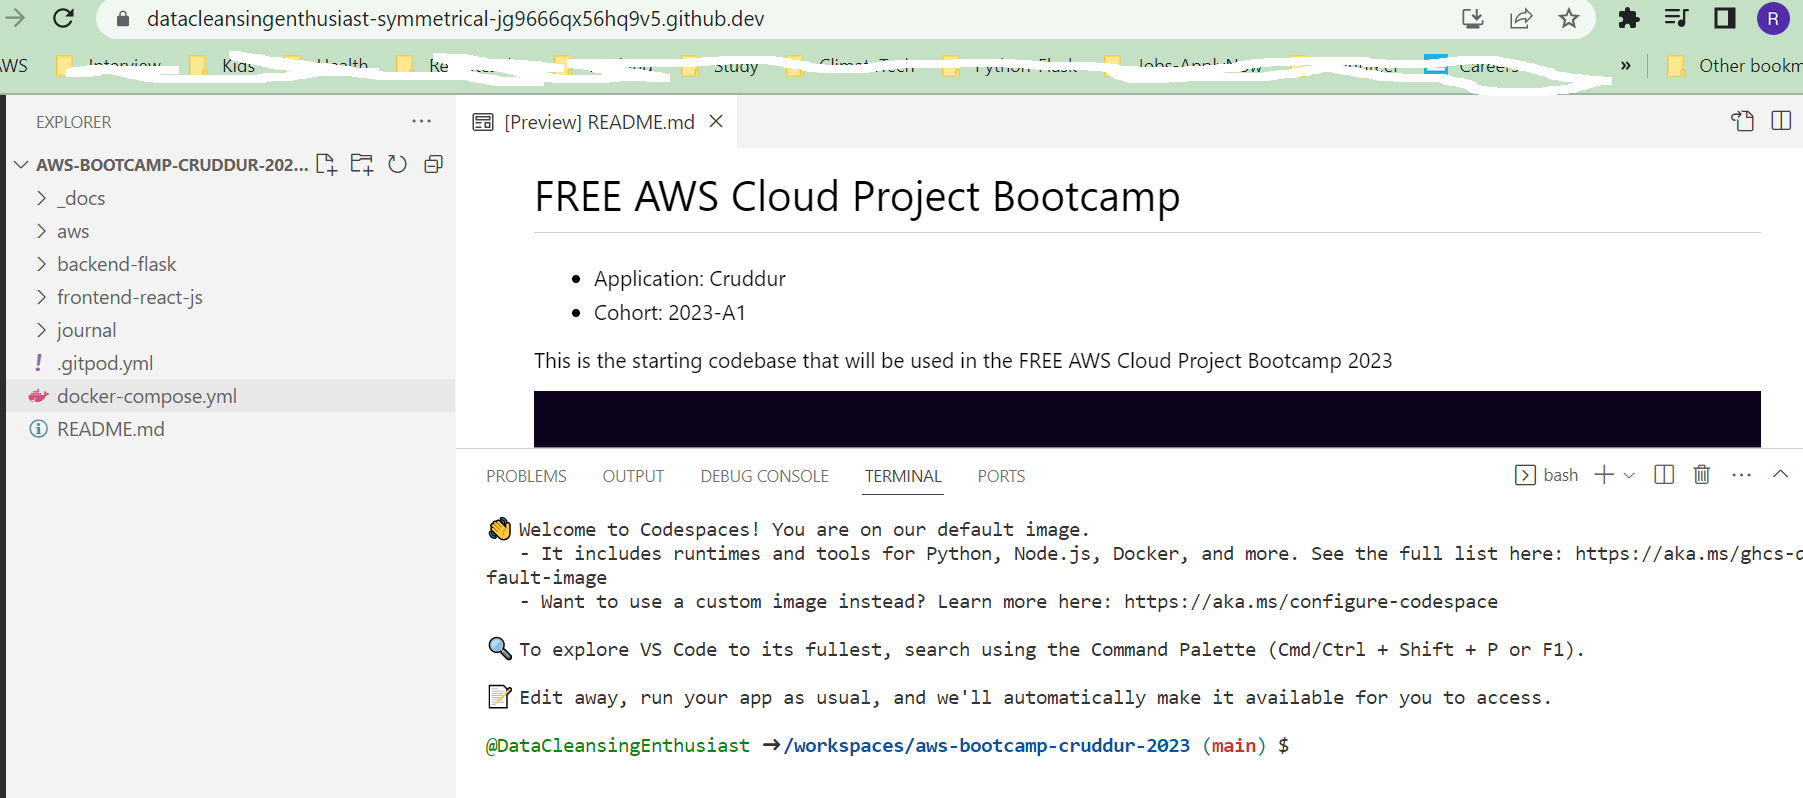 datacleansingenthusiast-symmetrical-jg9666qx56hq9v5.github.dev
R
WS
Kids
Health
Study
Careers
»
Other bookm
EXPLORER
[Preview] README.md
AWS-BOOTCAMP-CRUDDUR-202...
_docs
aws
backend-flask
frontend-react-js
journal
.gitpod.yml
docker-compose.yml
README.md
FREE AWS Cloud Project Bootcamp
Application: Cruddur
Cohort: 2023-A1
This is the starting codebase that will be used in the FREE AWS Cloud Project Bootcamp 2023
PROBLEMS OUTPUT DEBUG CONSOLE TERMINAL PORTS
bash
👋 Welcome to Codespaces! You are on our default image.
- It includes runtimes and tools for Python, Node.js, Docker, and more. See the full list here: https://aka.ms/ghcs-d
fault-image
- Want to use a custom image instead? Learn more here: https://aka.ms/configure-codespace
🔍 To explore VS Code to its fullest, search using the Command Palette (Cmd/Ctrl + Shift + P or F1).
📝 Edit away, run your app as usual, and we'll automatically make it available for you to access.
@DataCleansingEnthusiast ➜ /workspaces/aws-bootcamp-cruddur-2023 (main) $